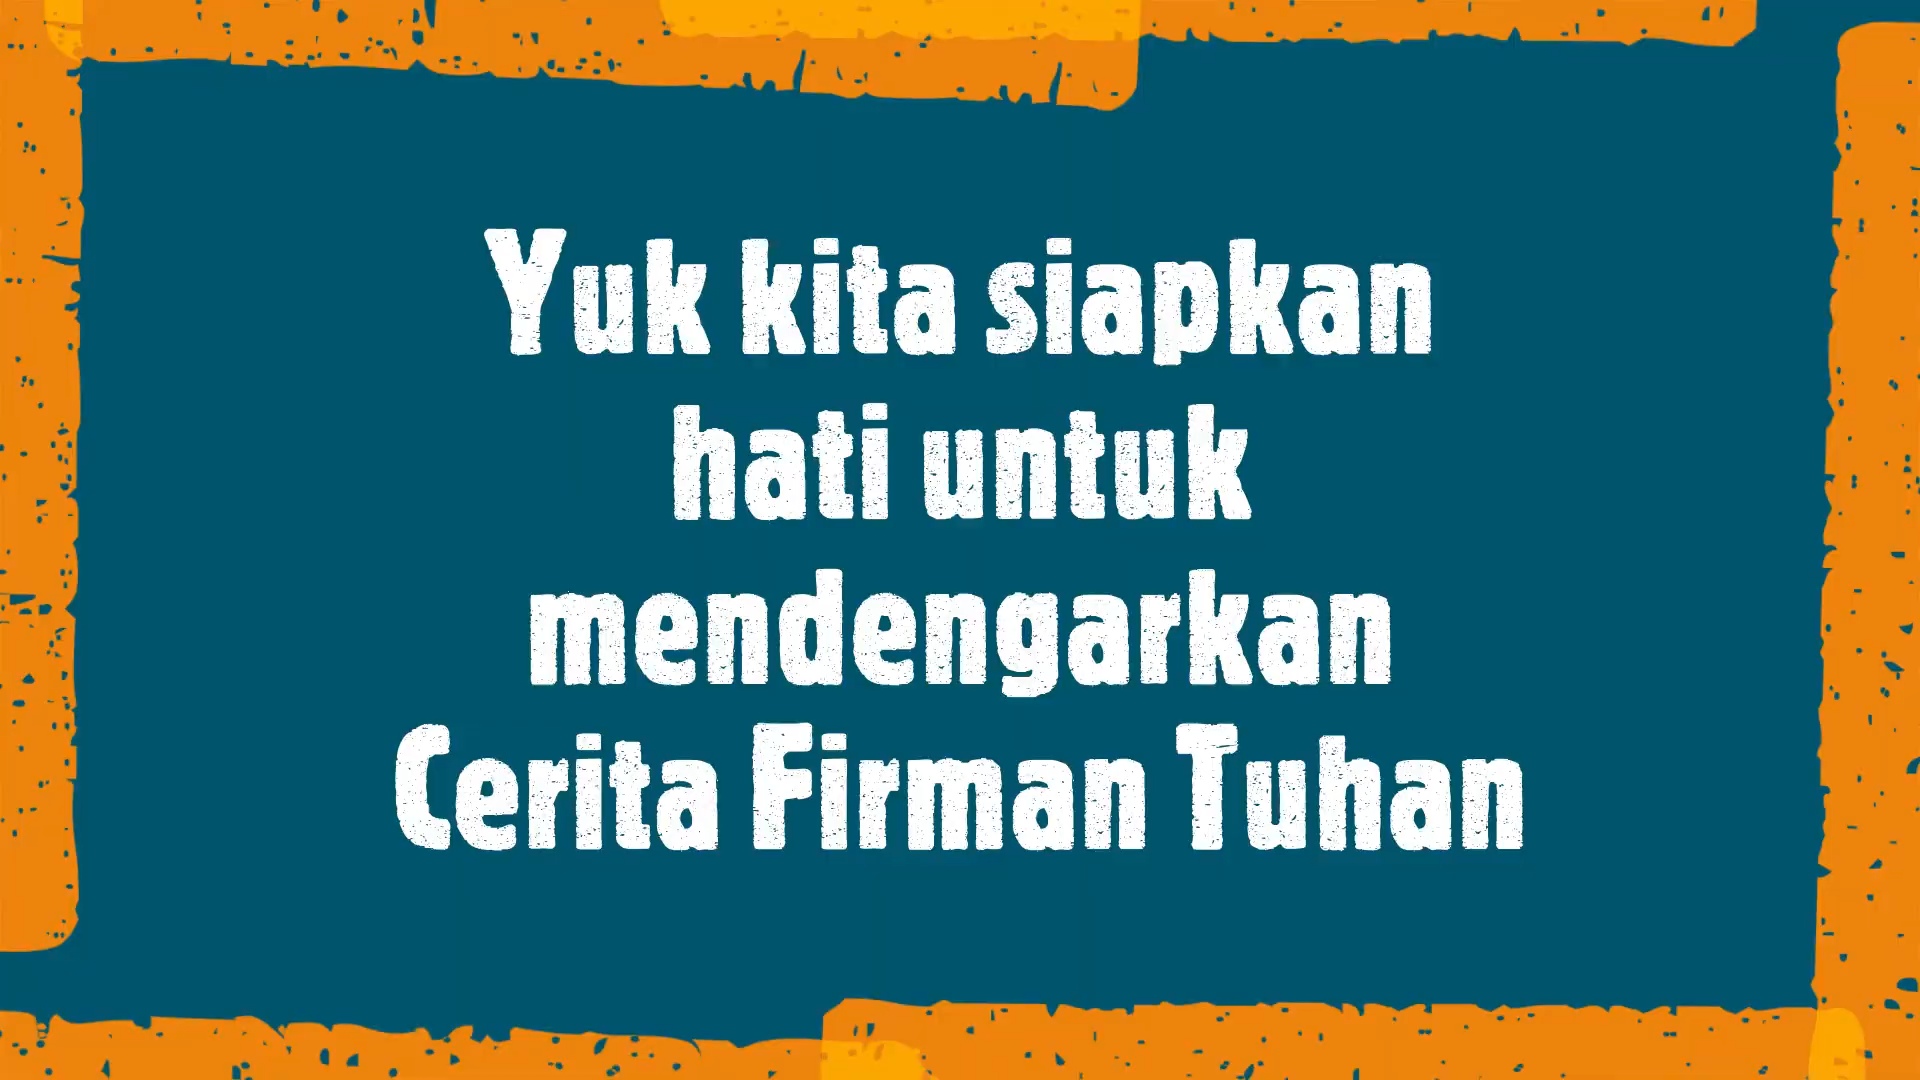 Yuk kita siapkan
hati untuk
mendengarkan
Cerita Firman Tuhan